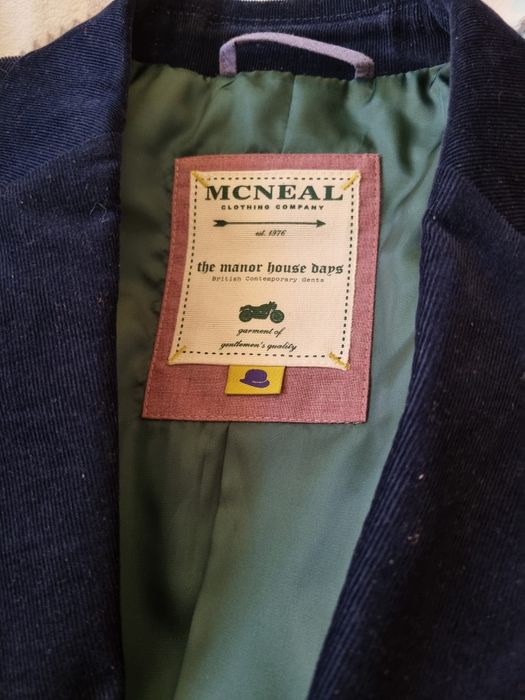 MCNEAL
CLOTHING COMPANY
est. 1976
the manor house days
British Contemporary Gents
garment of
gentlemen's quality